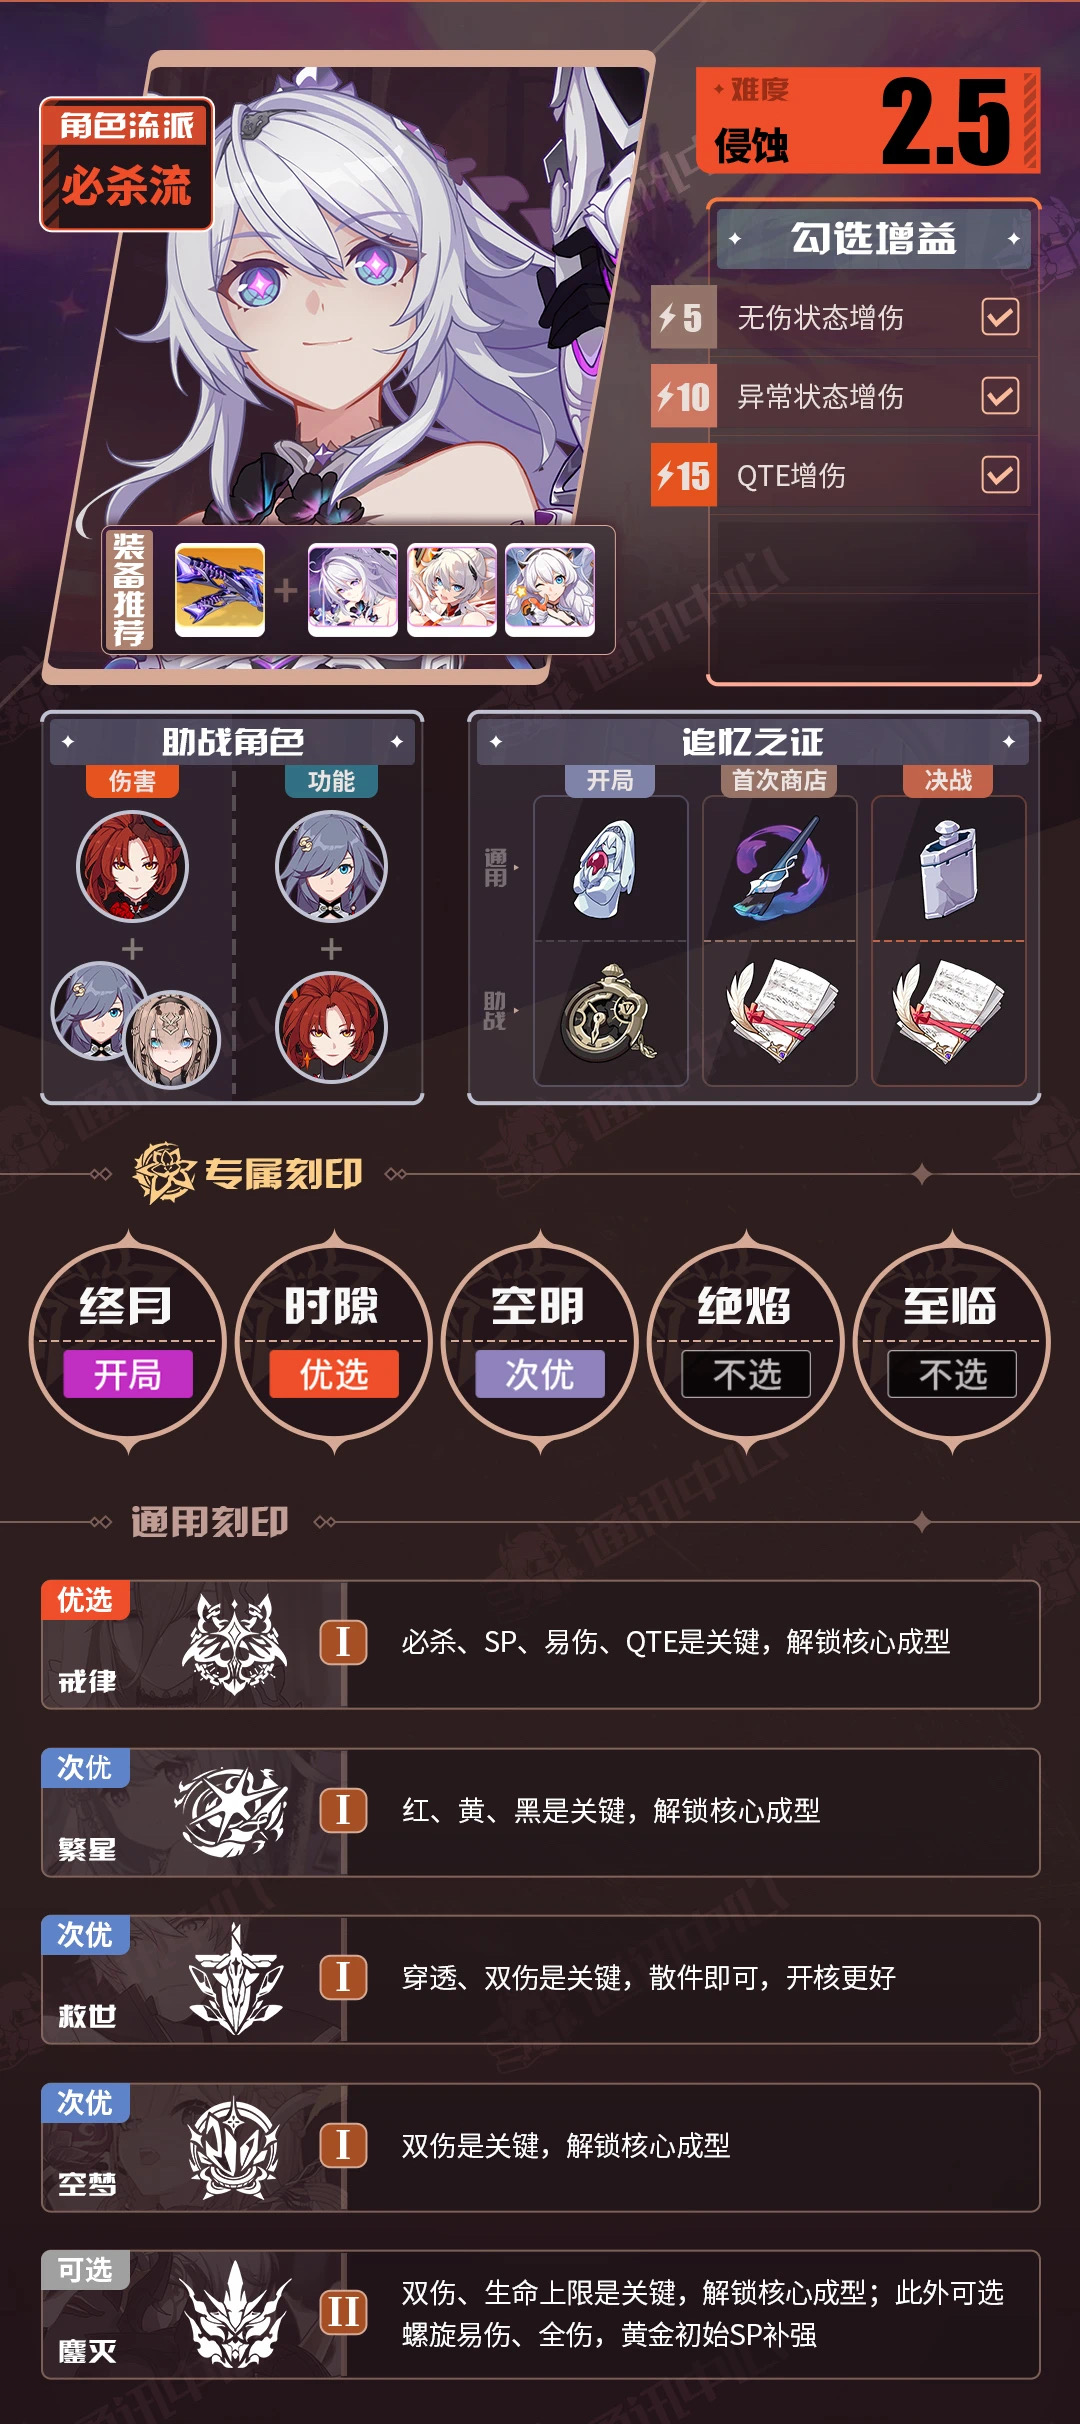 角色流派
必杀流
难度
侵蚀
2.5
勾选增益
5 无伤状态增伤
10 异常状态增伤
15 QTE增伤
装备推荐
+
助战角色
伤害
功能
+
+
追忆之证
开局
首次商店
决战
通用
助战
专属刻印
终月
开局
时隙
优选
空明
次优
绝焰
不选
至临
不选
通用刻印
优选
戒律
I
必杀、SP、易伤、QTE是关键，解锁核心成型
次优
繁星
I
红、黄、黑是关键，解锁核心成型
次优
救世
I
穿透、双伤是关键，散件即可，开核更好
次优
空梦
I
双伤是关键，解锁核心成型
可选
鏖灭
II
双伤、生命上限是关键，解锁核心成型；此外可选
螺旋易伤、全伤，黄金初始SP补强
通讯中心